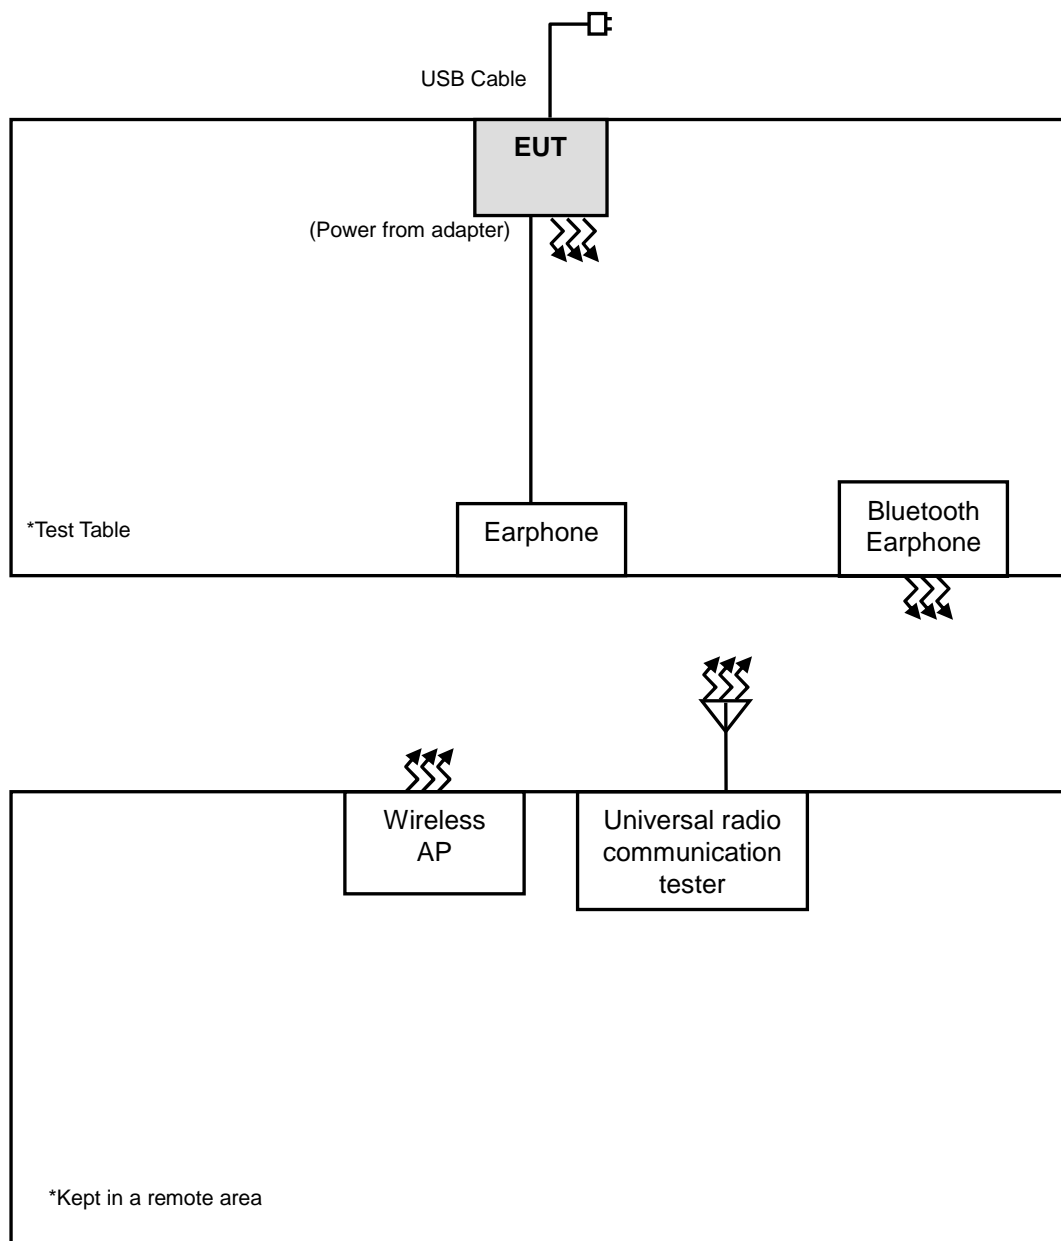 USB Cable
EUT
(Power from adapter)
*Test Table
Earphone
Bluetooth
Earphone
Wireless
AP
Universal radio
communication
tester
*Kept in a remote area